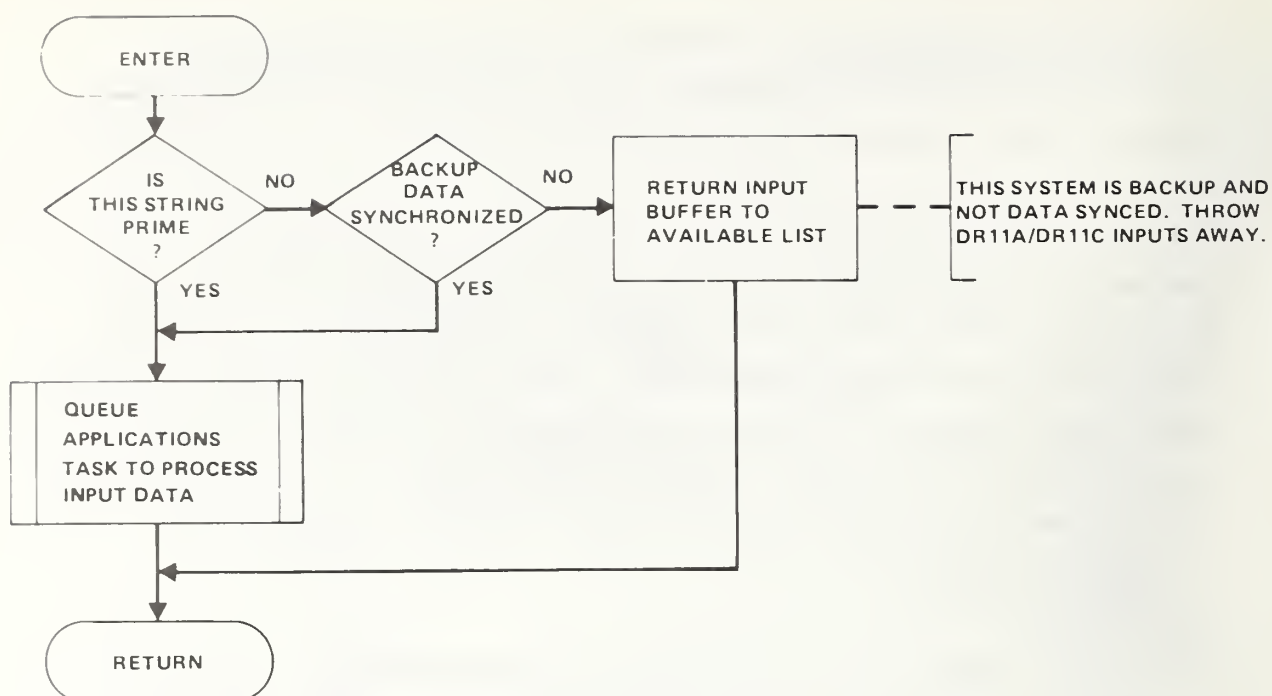 ENTER
IS
THIS STRING
PRIME
?
NO
YES
BACKUP
DATA
SYNCHRONIZED
?
NO
YES
RETURN INPUT
BUFFER TO
AVAILABLE LIST
THIS SYSTEM IS BACKUP AND
NOT DATA SYNCED. THROW
DR11A/DR11C INPUTS AWAY.
QUEUE
APPLICATIONS
TASK TO PROCESS
INPUT DATA
RETURN